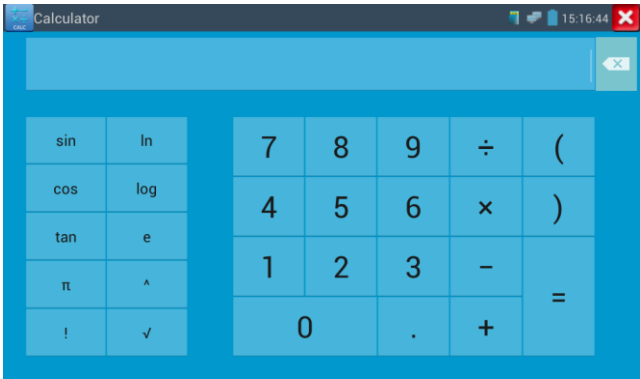 Calculator 15:16:44
CALC
sin ln 7 8 9 ÷ (
cos log 4 5 6 × )
tan e 1 2 3 −
π ^ =
! √ 0 . +